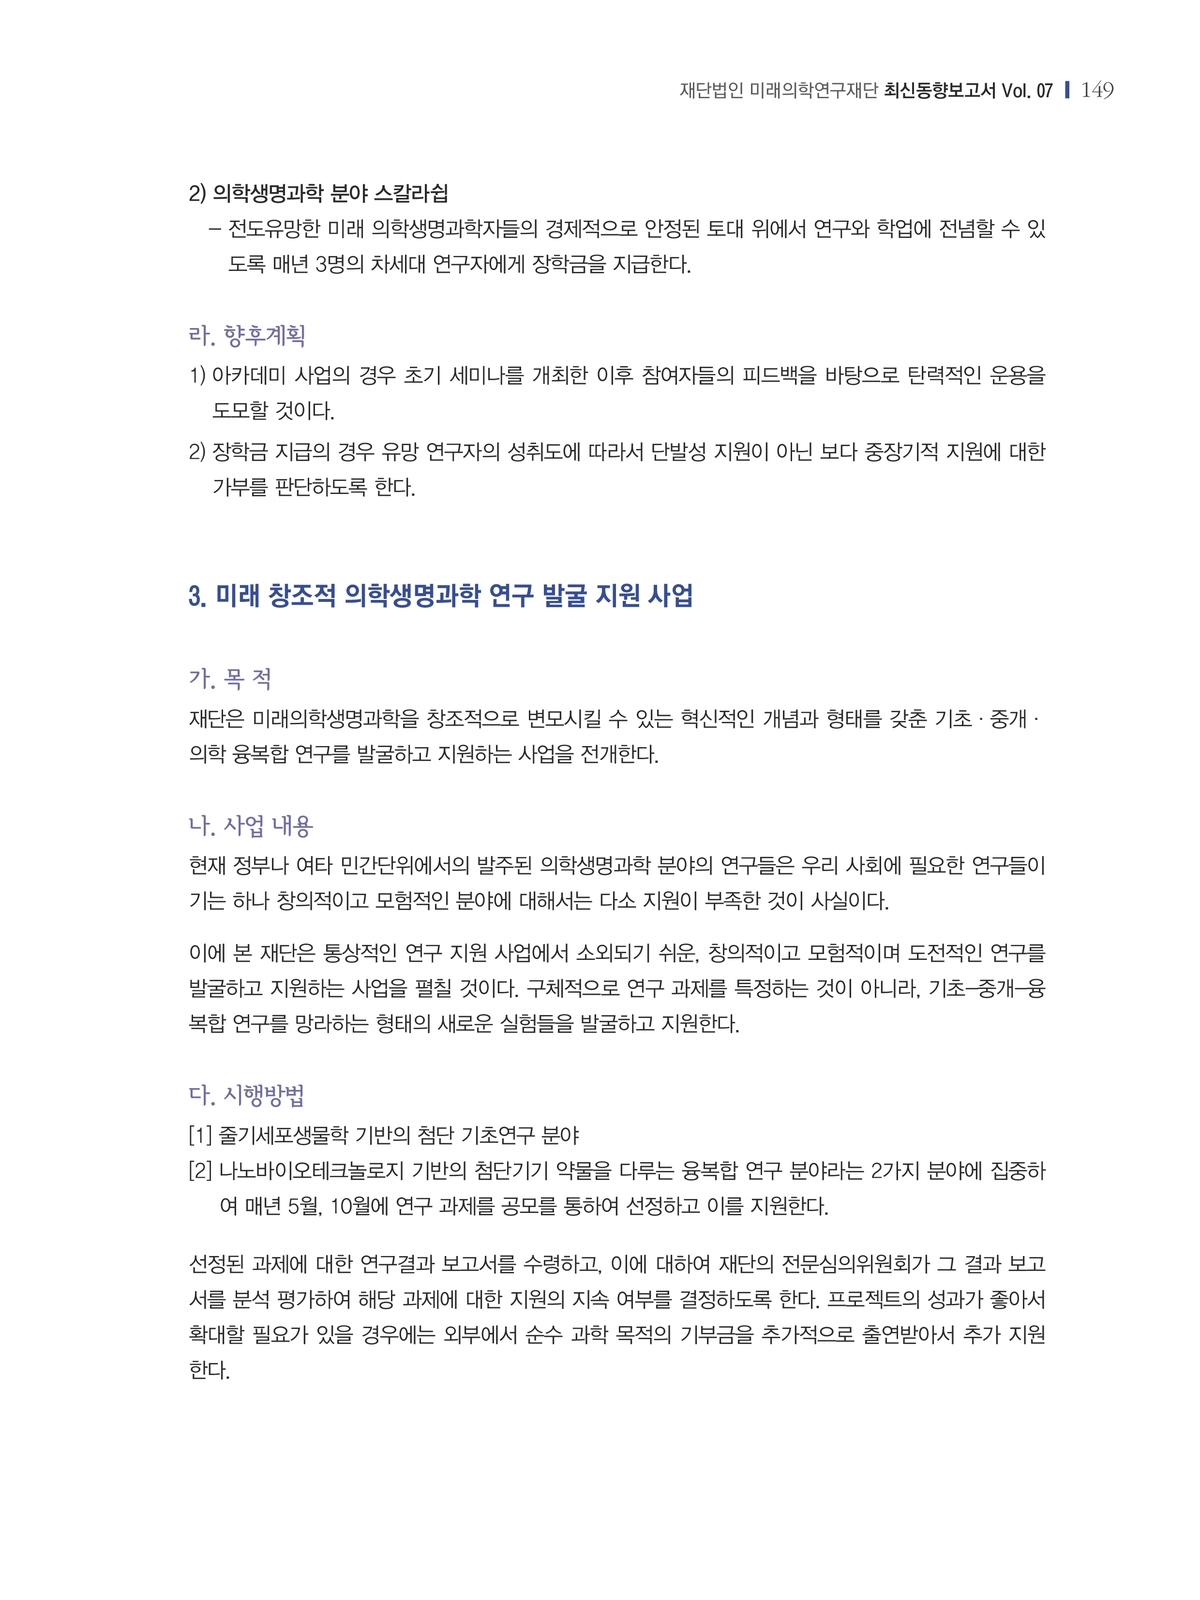 재단법인 미래의학연구재단 최신동향보고서 Vol. 07 149
2) 의학생명과학 분야 스칼라쉽
– 전도유망한 미래 의학생명과학자들의 경제적으로 안정된 토대 위에서 연구와 학업에 전념할 수 있
도록 매년 3명의 차세대 연구자에게 장학금을 지급한다.
라. 향후계획
1) 아카데미 사업의 경우 초기 세미나를 개최한 이후 참여자들의 피드백을 바탕으로 탄력적인 운용을
도모할 것이다.
2) 장학금 지급의 경우 유망 연구자의 성취도에 따라서 단발성 지원이 아닌 보다 중장기적 지원에 대한
가부를 판단하도록 한다.
3. 미래 창조적 의학생명과학 연구 발굴 지원 사업
가. 목 적
재단은 미래의학생명과학을 창조적으로 변모시킬 수 있는 혁신적인 개념과 형태를 갖춘 기초 · 중개 ·
의학 융복합 연구를 발굴하고 지원하는 사업을 전개한다.
나. 사업 내용
현재 정부나 여타 민간단위에서의 발주된 의학생명과학 분야의 연구들은 우리 사회에 필요한 연구들이
기는 하나 창의적이고 모험적인 분야에 대해서는 다소 지원이 부족한 것이 사실이다.
이에 본 재단은 통상적인 연구 지원 사업에서 소외되기 쉬운, 창의적이고 모험적이며 도전적인 연구를
발굴하고 지원하는 사업을 펼칠 것이다. 구체적으로 연구 과제를 특정하는 것이 아니라, 기초–중개–융
복합 연구를 망라하는 형태의 새로운 실험들을 발굴하고 지원한다.
다. 시행방법
[1] 줄기세포생물학 기반의 첨단 기초연구 분야
[2] 나노바이오테크놀로지 기반의 첨단기기 약물을 다루는 융복합 연구 분야라는 2가지 분야에 집중하
여 매년 5월, 10월에 연구 과제를 공모를 통하여 선정하고 이를 지원한다.
선정된 과제에 대한 연구결과 보고서를 수령하고, 이에 대하여 재단의 전문심의위원회가 그 결과 보고
서를 분석 평가하여 해당 과제에 대한 지원의 지속 여부를 결정하도록 한다. 프로젝트의 성과가 좋아서
확대할 필요가 있을 경우에는 외부에서 순수 과학 목적의 기부금을 추가적으로 출연받아서 추가 지원
한다.